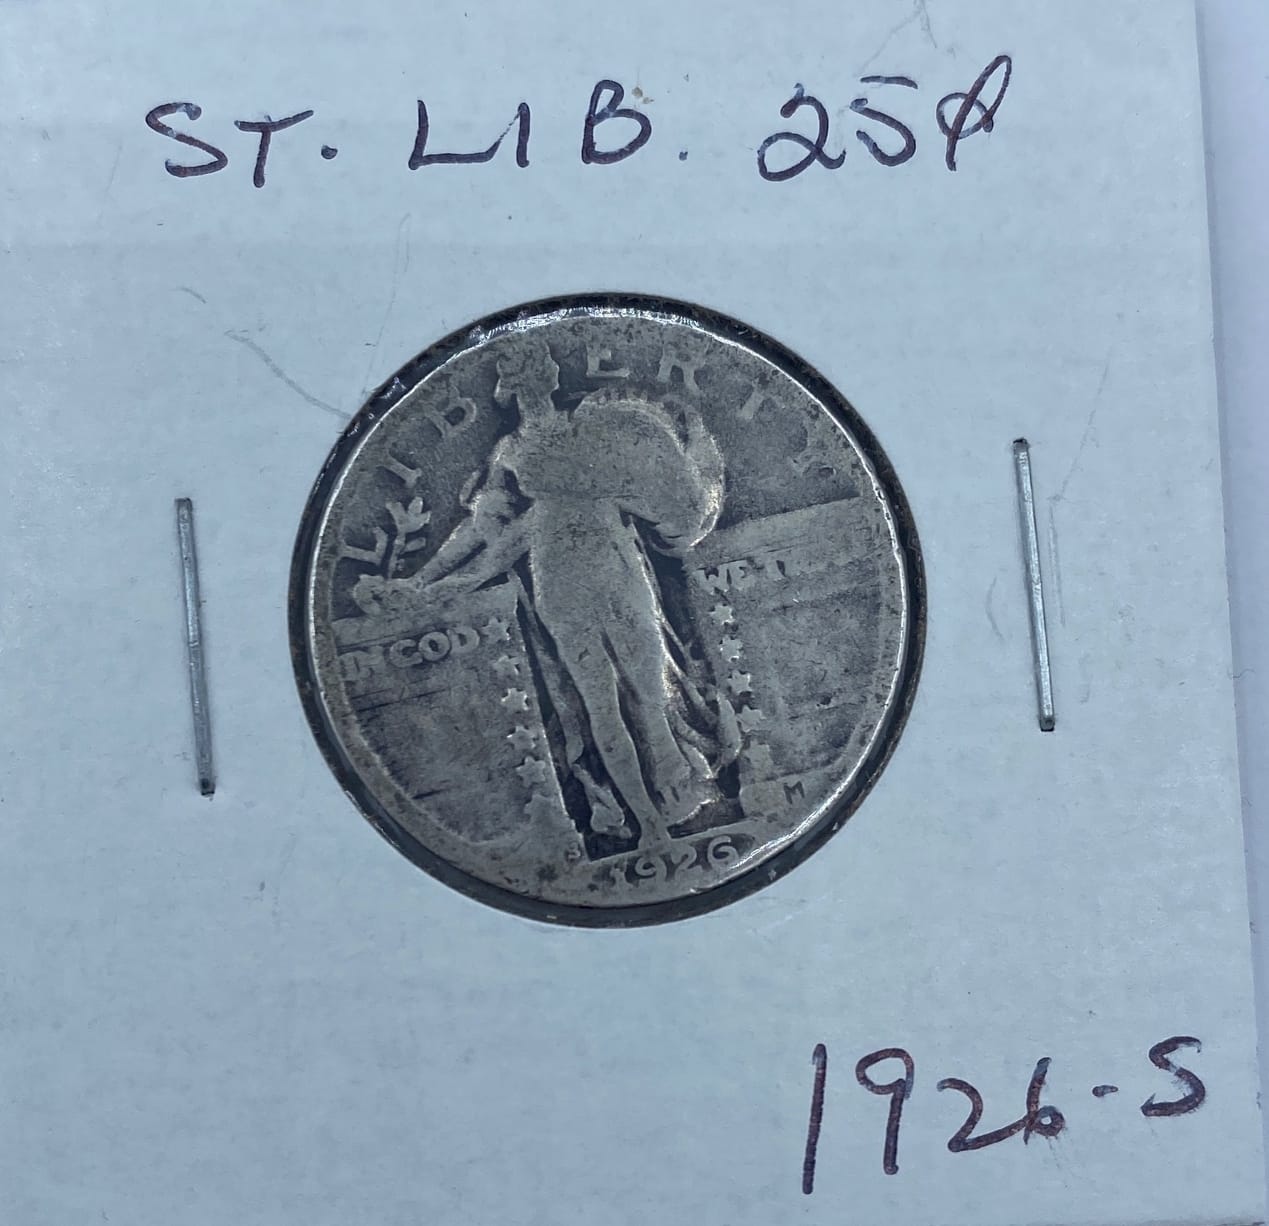 ST. LIB. 25¢
LIBERTY
IN GOD WE T
M
S
1926
1926-S